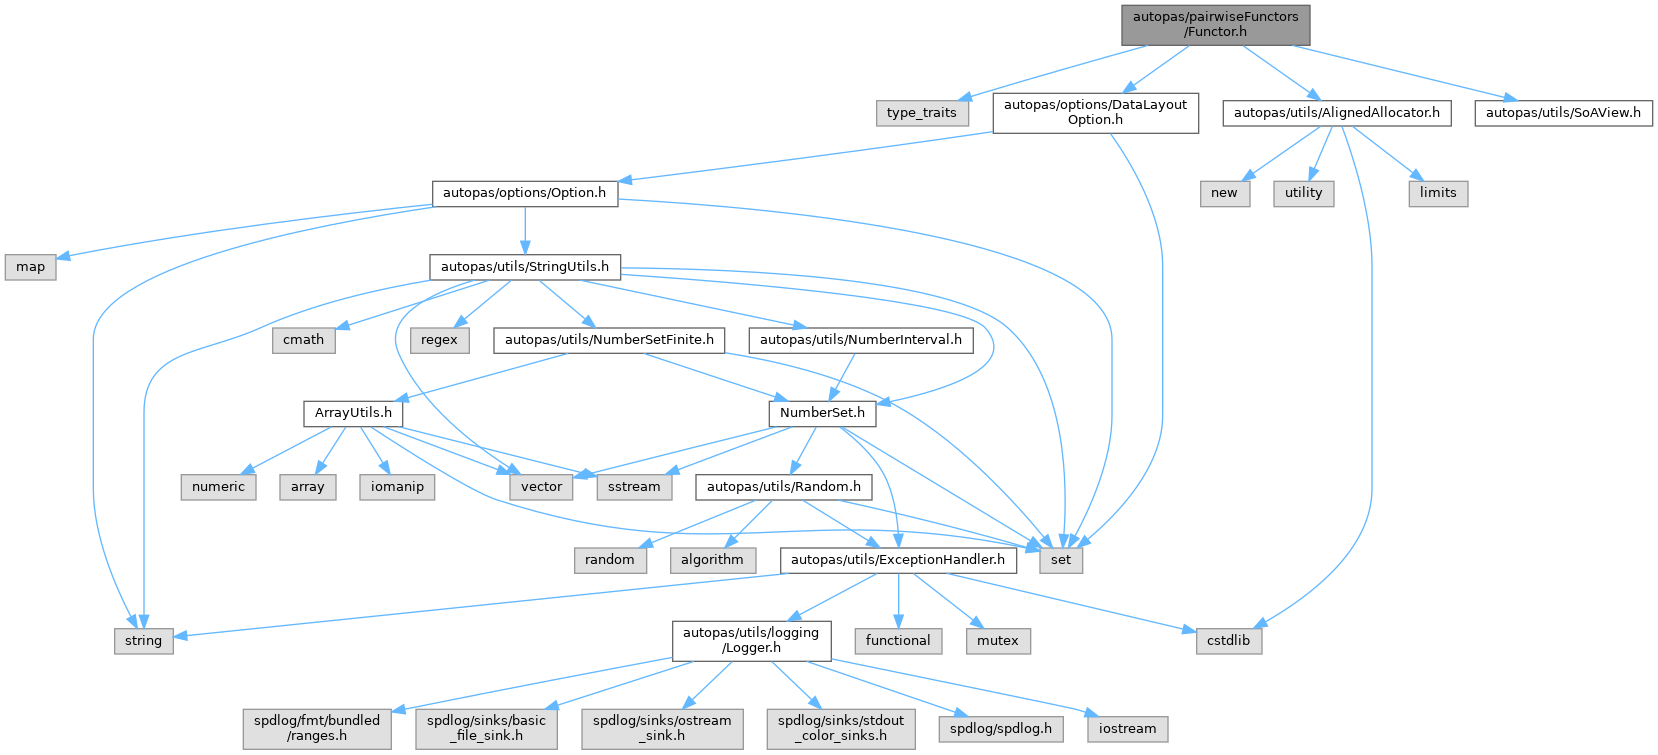 autopas/pairwiseFunctors
/Functor.h
type_traits
autopas/options/DataLayout
Option.h
autopas/utils/AlignedAllocator.h
autopas/utils/SoAView.h
autopas/options/Option.h
new
utility
limits
map
autopas/utils/StringUtils.h
cmath
regex
autopas/utils/NumberSetFinite.h
autopas/utils/NumberInterval.h
ArrayUtils.h
NumberSet.h
numeric
array
iomanip
vector
sstream
autopas/utils/Random.h
random
algorithm
autopas/utils/ExceptionHandler.h
set
string
autopas/utils/logging
/Logger.h
functional
mutex
cstdlib
spdlog/fmt/bundled
/ranges.h
spdlog/sinks/basic
_file_sink.h
spdlog/sinks/ostream
_sink.h
spdlog/sinks/stdout
_color_sinks.h
spdlog/spdlog.h
iostream